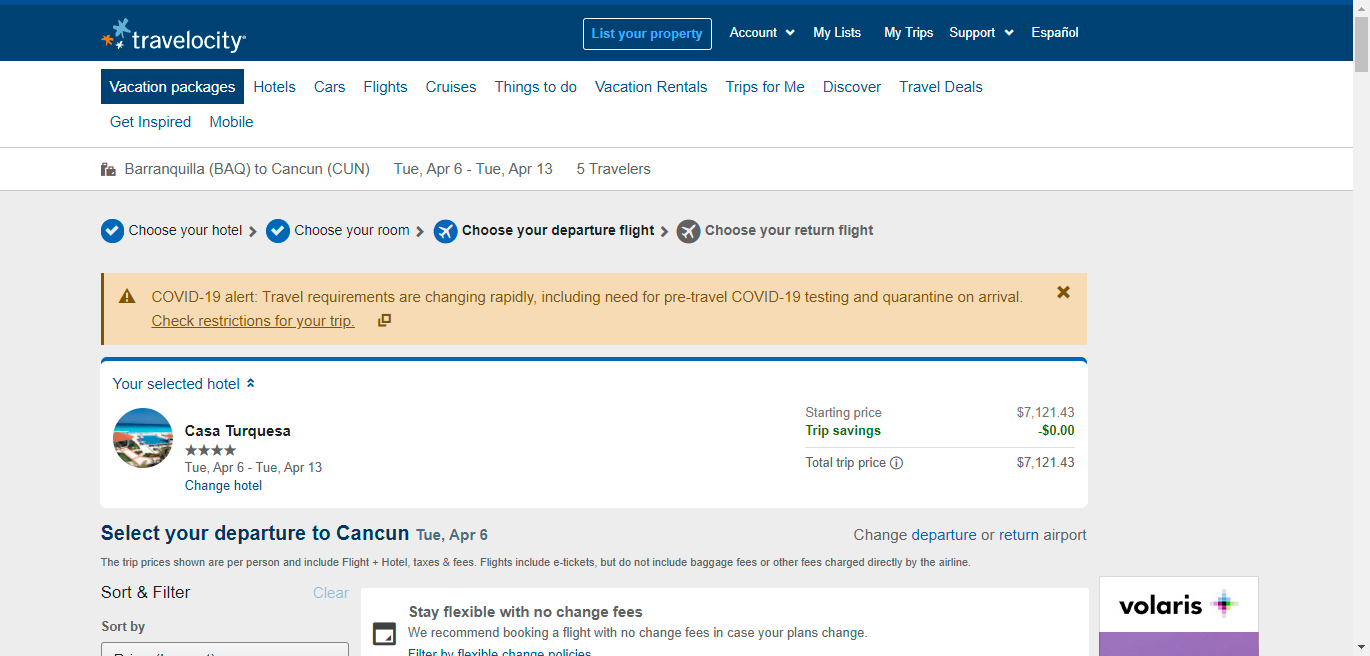 travelocity
List your property
Account
My Lists
My Trips
Support
Español
Vacation packages
Hotels
Cars
Flights
Cruises
Things to do
Vacation Rentals
Trips for Me
Discover
Travel Deals
Get Inspired
Mobile
Barranquilla (BAQ) to Cancun (CUN)
Tue, Apr 6 - Tue, Apr 13
5 Travelers
Choose your hotel
Choose your room
Choose your departure flight
Choose your return flight
COVID-19 alert: Travel requirements are changing rapidly, including need for pre-travel COVID-19 testing and quarantine on arrival.
Check restrictions for your trip.
Your selected hotel
Casa Turquesa
Tue, Apr 6 - Tue, Apr 13
Change hotel
Starting price $7,121.43
Trip savings -$0.00
Total trip price $7,121.43
Select your departure to Cancun Tue, Apr 6
Change departure or return airport
The trip prices shown are per person and include Flight + Hotel, taxes & fees. Flights include e-tickets, but do not include baggage fees or other fees charged directly by the airline.
Sort & Filter
Clear
Sort by
Stay flexible with no change fees
We recommend booking a flight with no change fees in case your plans change.
Filter by flexible change policies
volaris